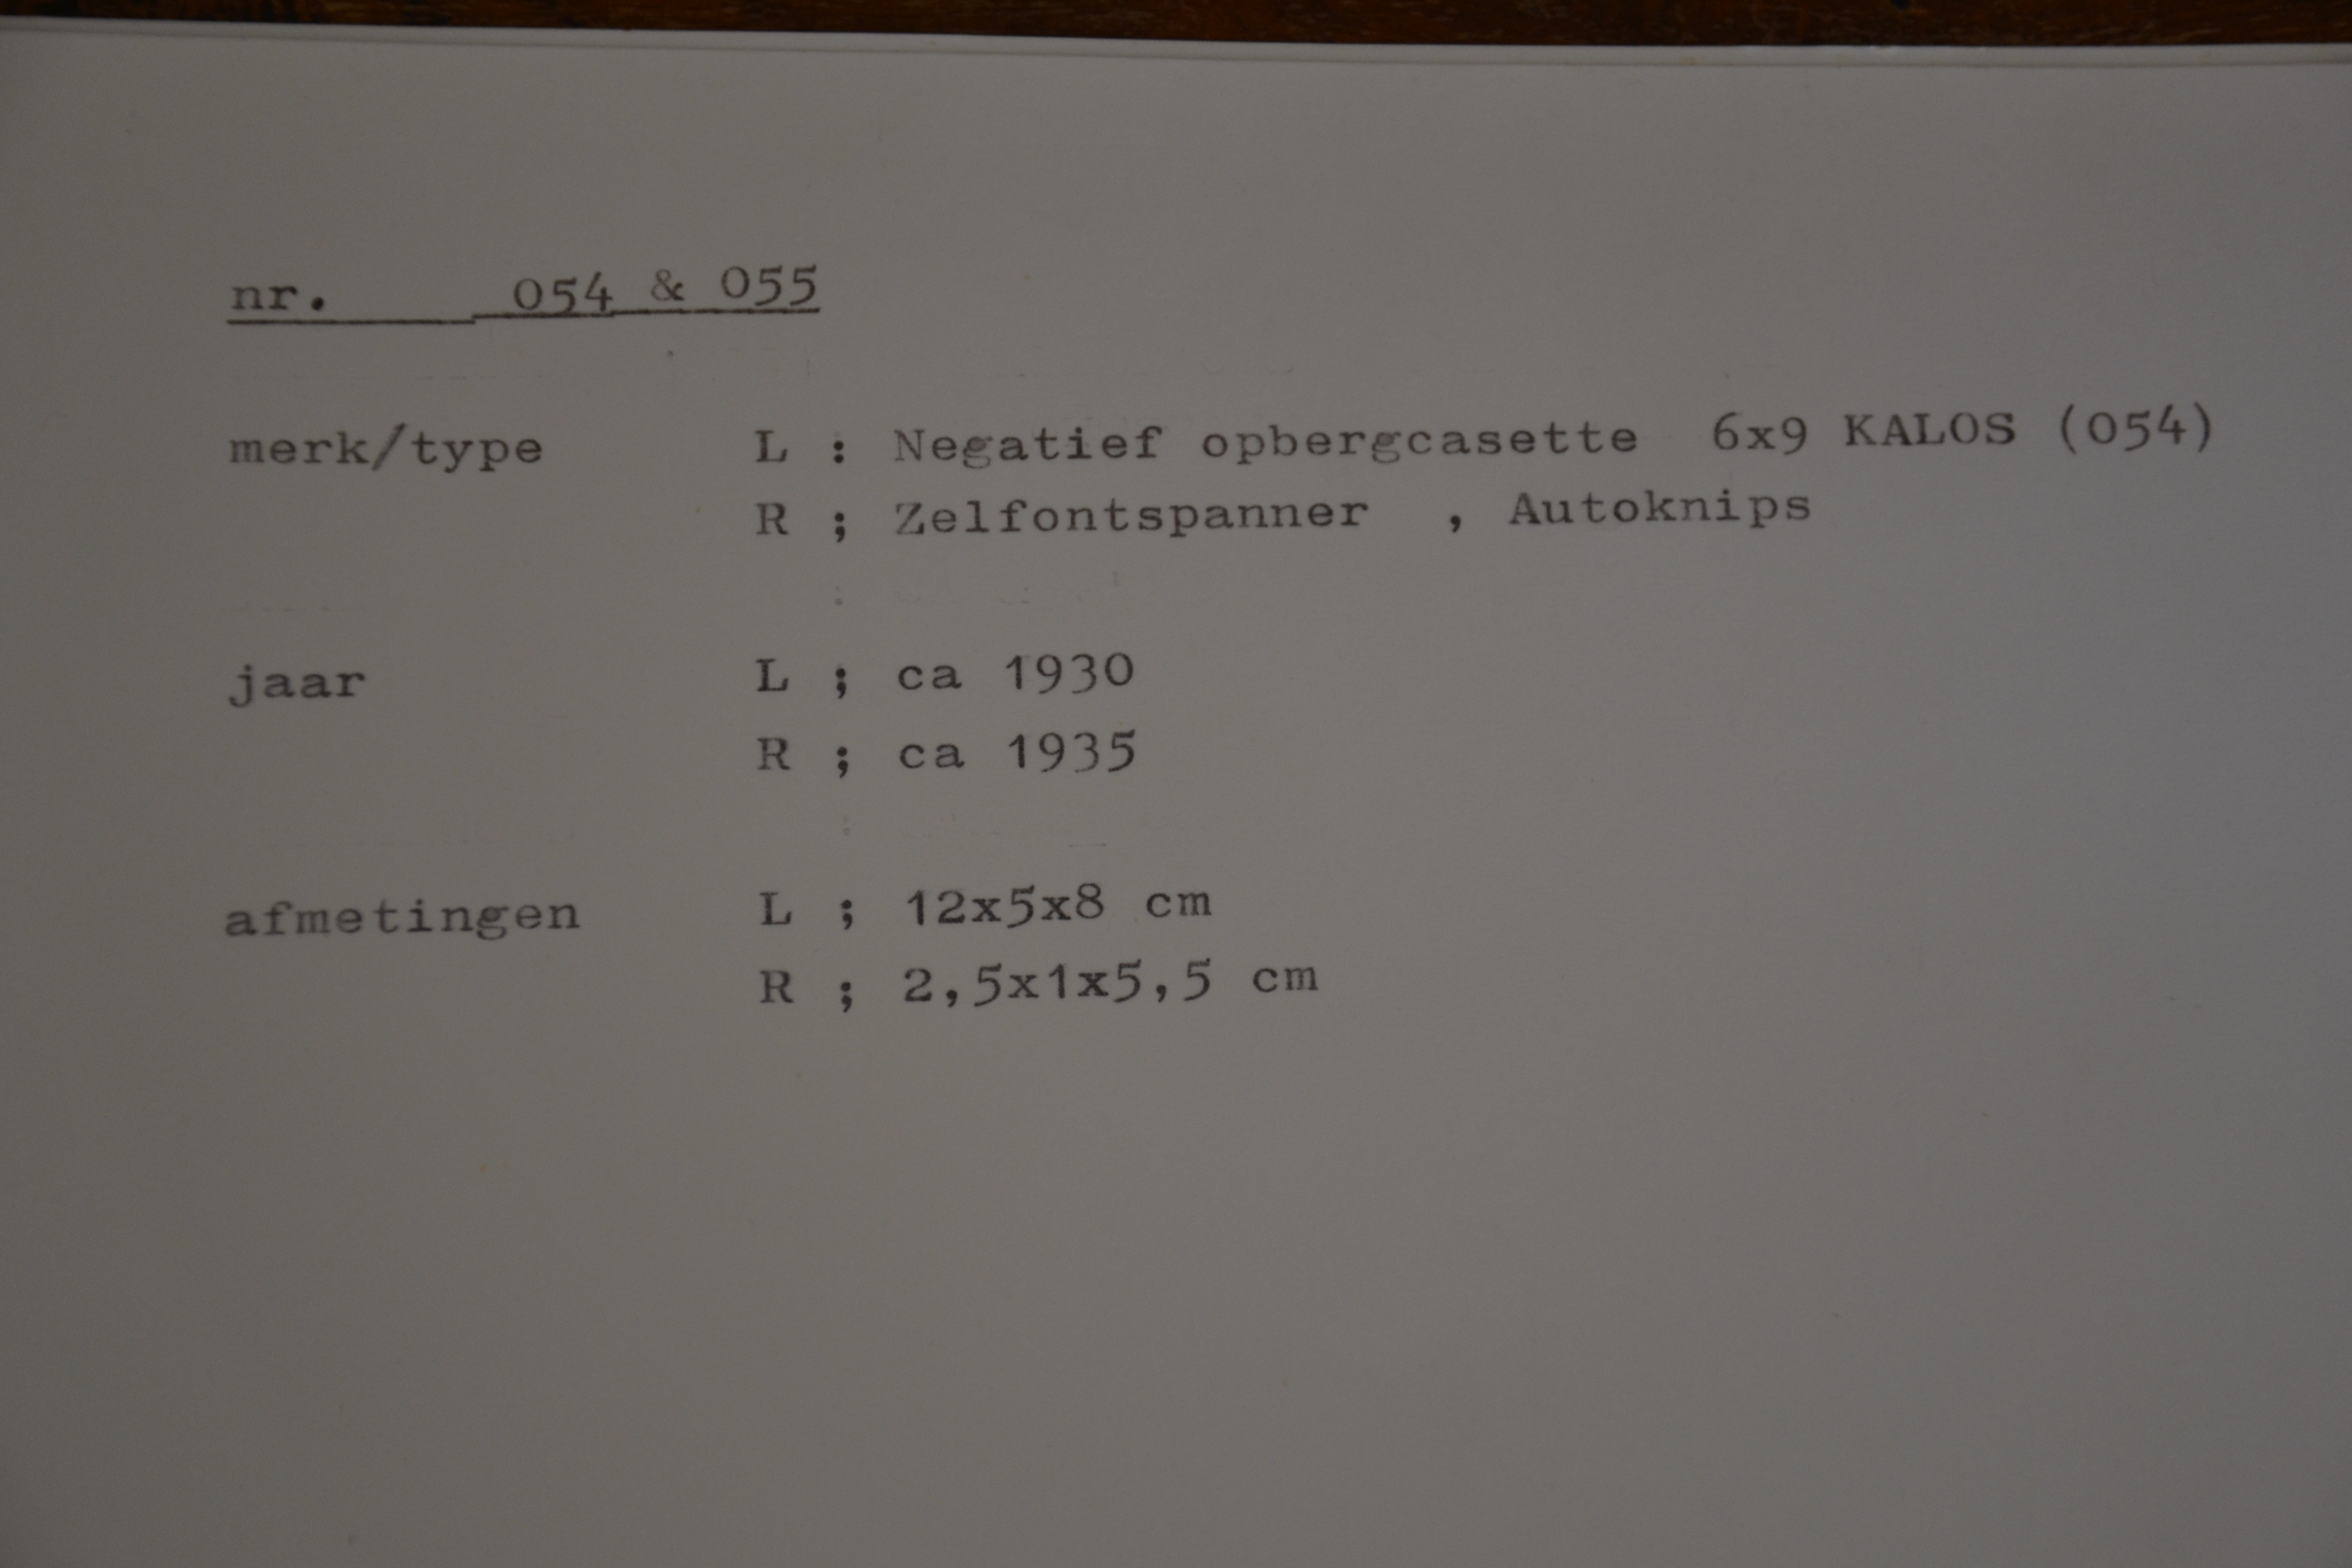 nr. 054 & 055
merk/type L : Negatief opbergcasette 6x9 KALOS (054)
R ; Zelfontspanner , Autoknips
jaar L ; ca 1930
R ; ca 1935
afmetingen L ; 12x5x8 cm
R ; 2,5x1x5,5 cm